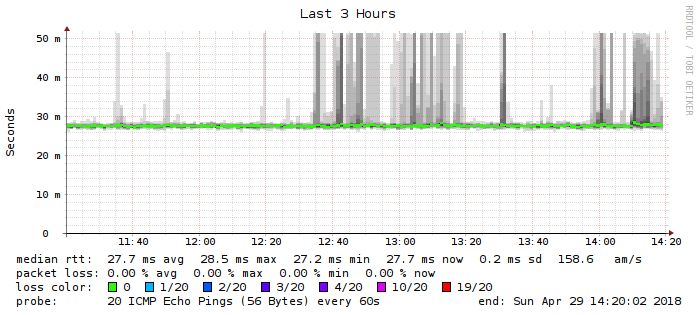 Last 3 Hours
RRDTOOL / TOBI OETIKER
Seconds
50 m
40 m
30 m
20 m
10 m
0
11:40 12:00 12:20 12:40 13:00 13:20 13:40 14:00 14:20
median rtt: 27.7 ms avg 28.5 ms max 27.2 ms min 27.7 ms now 0.2 ms sd 158.6 am/s
packet loss: 0.00 % avg 0.00 % max 0.00 % min 0.00 % now
loss color: 0 1/20 2/20 3/20 4/20 10/20 19/20
probe: 20 ICMP Echo Pings (56 Bytes) every 60s end: Sun Apr 29 14:20:02 2018